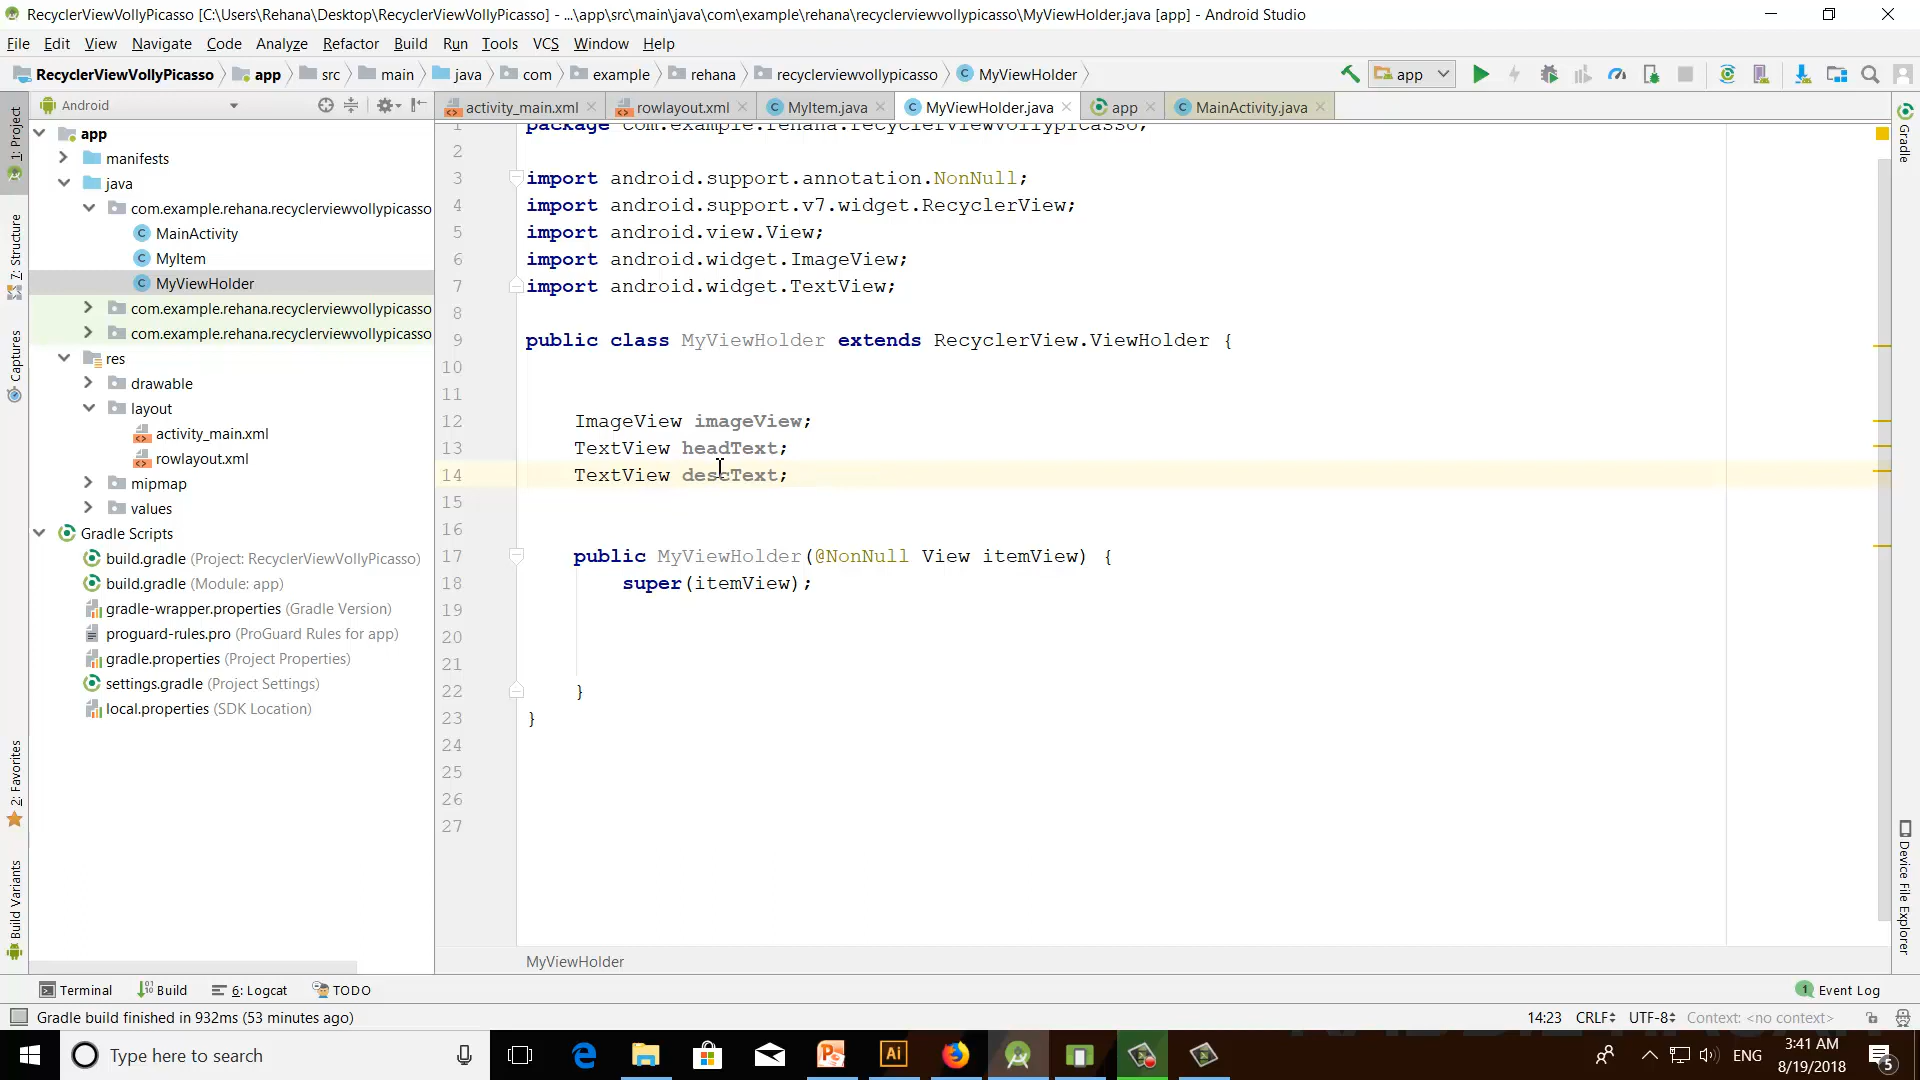 RecyclerViewVollyPicasso [C:\Users\Rehana\Desktop\RecyclerViewVollyPicasso] - ...\app\src\main\java\com\example\rehana\recyclerviewvollypicasso\MyViewHolder.java [app] - Android Studio
File Edit View Navigate Code Analyze Refactor Build Run Tools VCS Window Help
RecyclerViewVollyPicasso app src main java com example rehana recyclerviewvollypicasso MyViewHolder app
Android activity_main.xml rowlayout.xml MyItem.java MyViewHolder.java app MainActivity.java
1: Project
7: Structure
Captures
2: Favorites
Build Variants
app
manifests
java
com.example.rehana.recyclerviewvollypicasso
MainActivity
MyItem
MyViewHolder
com.example.rehana.recyclerviewvollypicasso
com.example.rehana.recyclerviewvollypicasso
res
drawable
layout
activity_main.xml
rowlayout.xml
mipmap
values
Gradle Scripts
build.gradle (Project: RecyclerViewVollyPicasso)
build.gradle (Module: app)
gradle-wrapper.properties (Gradle Version)
proguard-rules.pro (ProGuard Rules for app)
gradle.properties (Project Properties)
settings.gradle (Project Settings)
local.properties (SDK Location)
1 package com.example.rehana.recyclerviewvollypicasso;
2
3 import android.support.annotation.NonNull;
4 import android.support.v7.widget.RecyclerView;
5 import android.view.View;
6 import android.widget.ImageView;
7 import android.widget.TextView;
8
9 public class MyViewHolder extends RecyclerView.ViewHolder {
10
11
12 ImageView imageView;
13 TextView headText;
14 TextView descText;
15
16
17 public MyViewHolder(@NonNull View itemView) {
18 super(itemView);
19
20
21
22 }
23 }
24
25
26
27
MyViewHolder
Gradle
Device File Explorer
Terminal Build 6: Logcat TODO 1 Event Log
Gradle build finished in 932ms (53 minutes ago) 14:23 CRLF UTF-8 Context: <no context>
Type here to search ENG 3:41 AM
8/19/2018 5